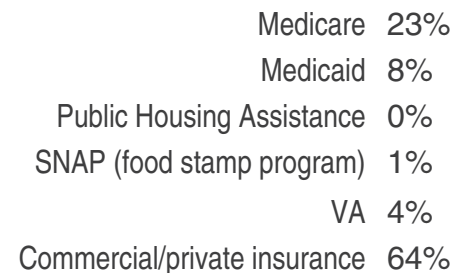 Medicare 23%
Medicaid 8%
Public Housing Assistance 0%
SNAP (food stamp program) 1%
VA 4%
Commercial/private insurance 64%